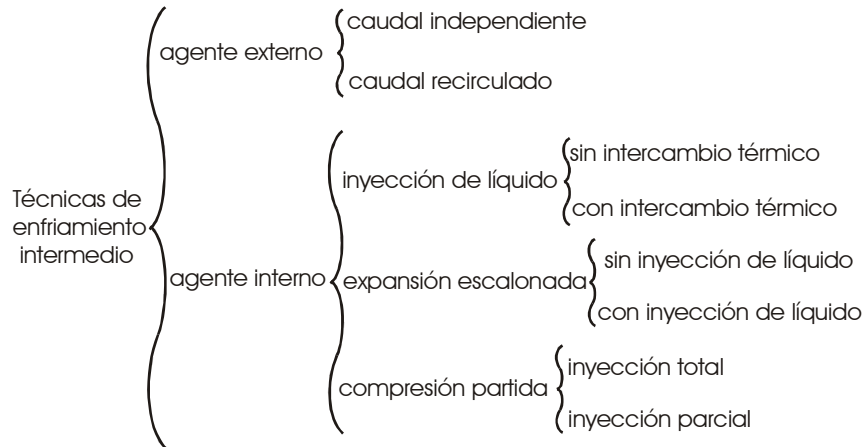 Técnicas de
enfriamiento
intermedio
agente externo
caudal independiente
caudal recirculado
agente interno
inyección de líquido
sin intercambio térmico
con intercambio térmico
expansión escalonada
sin inyección de líquido
con inyección de líquido
compresión partida
inyección total
inyección parcial